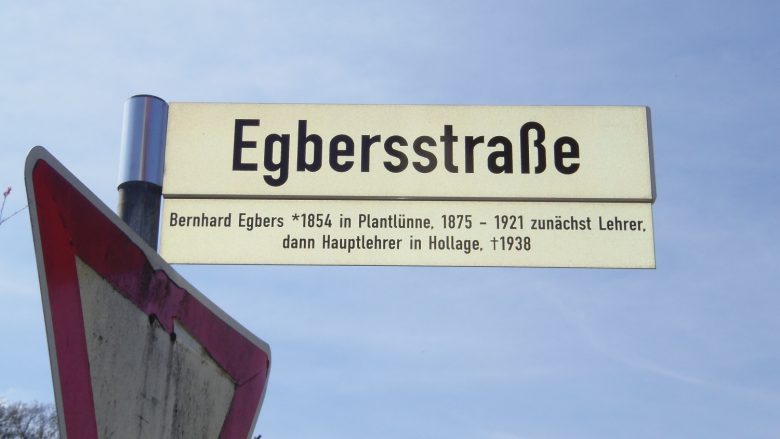 Egbersstraße
Bernhard Egbers *1854 in Plantlünne, 1875 - 1921 zunächst Lehrer,
dann Hauptlehrer in Hollage, †1938